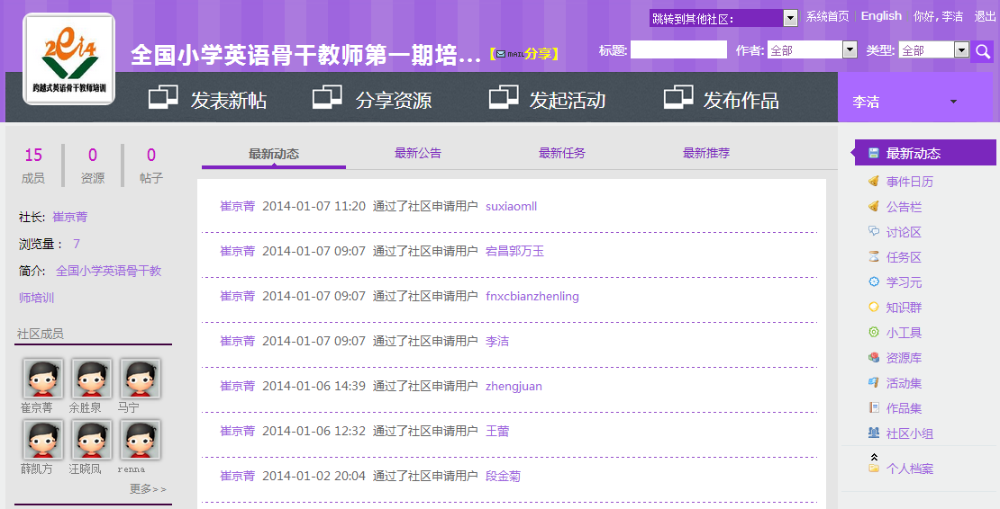 跳转到其他社区：
系统首页 English 你好, 李洁 退出
2014
跨越式英语骨干教师培训
全国小学英语骨干教师第一期培...
【MAIL分享】
标题: 作者: 全部 类型: 全部
发表新帖 分享资源 发起活动 发布作品
李洁
15 0 0
成员 资源 帖子
社长: 崔京菁
浏览量： 7
简介: 全国小学英语骨干教
师培训
社区成员
崔京菁 余胜泉 马宁
薛凯方 汪晓凤 renna
更多>>
最新动态 最新公告 最新任务 最新推荐
崔京菁 2014-01-07 11:20 通过了社区申请用户 suxiaomll
崔京菁 2014-01-07 09:07 通过了社区申请用户 宕昌郭万玉
崔京菁 2014-01-07 09:07 通过了社区申请用户 fnxcbianzhenling
崔京菁 2014-01-07 09:07 通过了社区申请用户 李洁
崔京菁 2014-01-06 14:39 通过了社区申请用户 zhengjuan
崔京菁 2014-01-06 12:32 通过了社区申请用户 王蕾
崔京菁 2014-01-02 20:04 通过了社区申请用户 段金菊
最新动态
事件日历
公告栏
讨论区
任务区
学习元
知识群
小工具
资源库
活动集
作品集
社区小组
个人档案